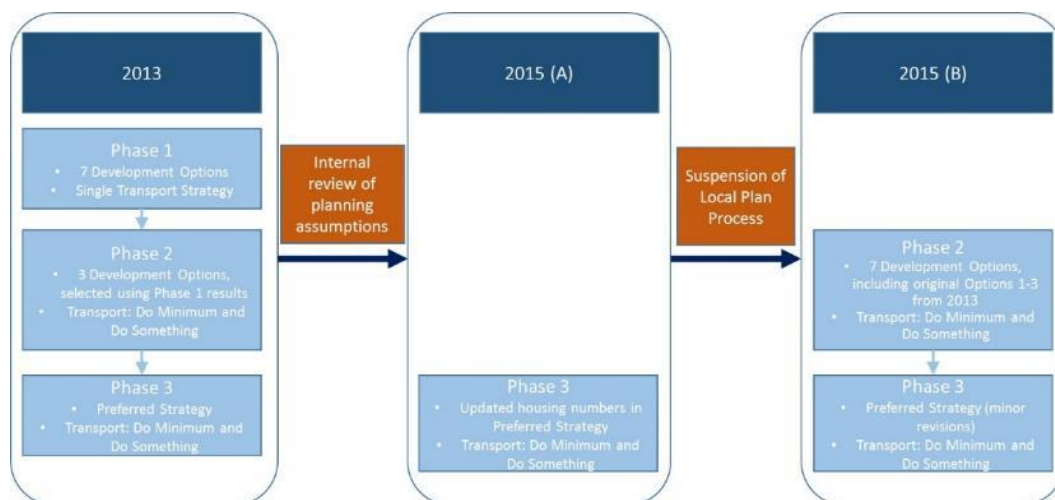 2013
Phase 1
• 7 Development Options
• Single Transport Strategy
Phase 2
• 3 Development Options,
selected using Phase 1 results
• Transport: Do Minimum and
Do Something
Phase 3
• Preferred Strategy
• Transport: Do Minimum and
Do Something
Internal
review of
planning
assumptions
2015 (A)
Phase 3
• Updated housing numbers in
Preferred Strategy
• Transport: Do Minimum and
Do Something
Suspension of
Local Plan
Process
2015 (B)
Phase 2
• 7 Development Options,
including original Options 1-3
from 2013
• Transport: Do Minimum and
Do Something
Phase 3
• Preferred Strategy (minor
revisions)
• Transport: Do Minimum and
Do Something